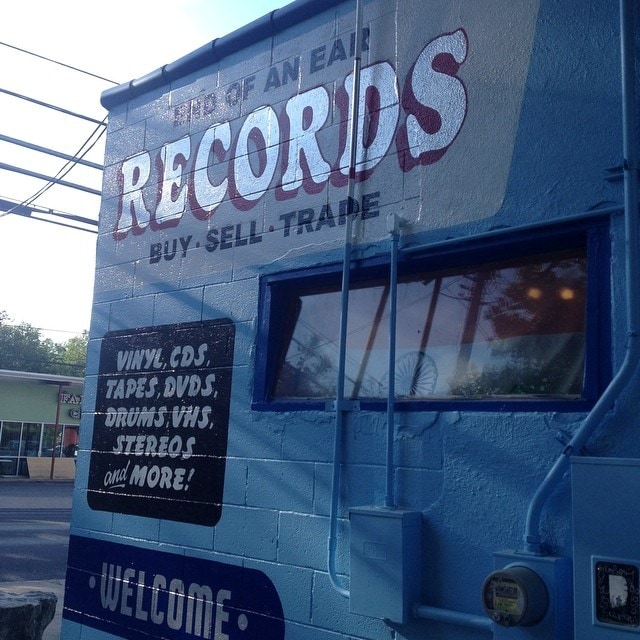 END OF AN EAR
RECORDS
BUY · SELL · TRADE
VINYL, CDS,
TAPES, DVDS,
DRUMS, VHS,
STEREOS
and MORE!
· WELCOME ·